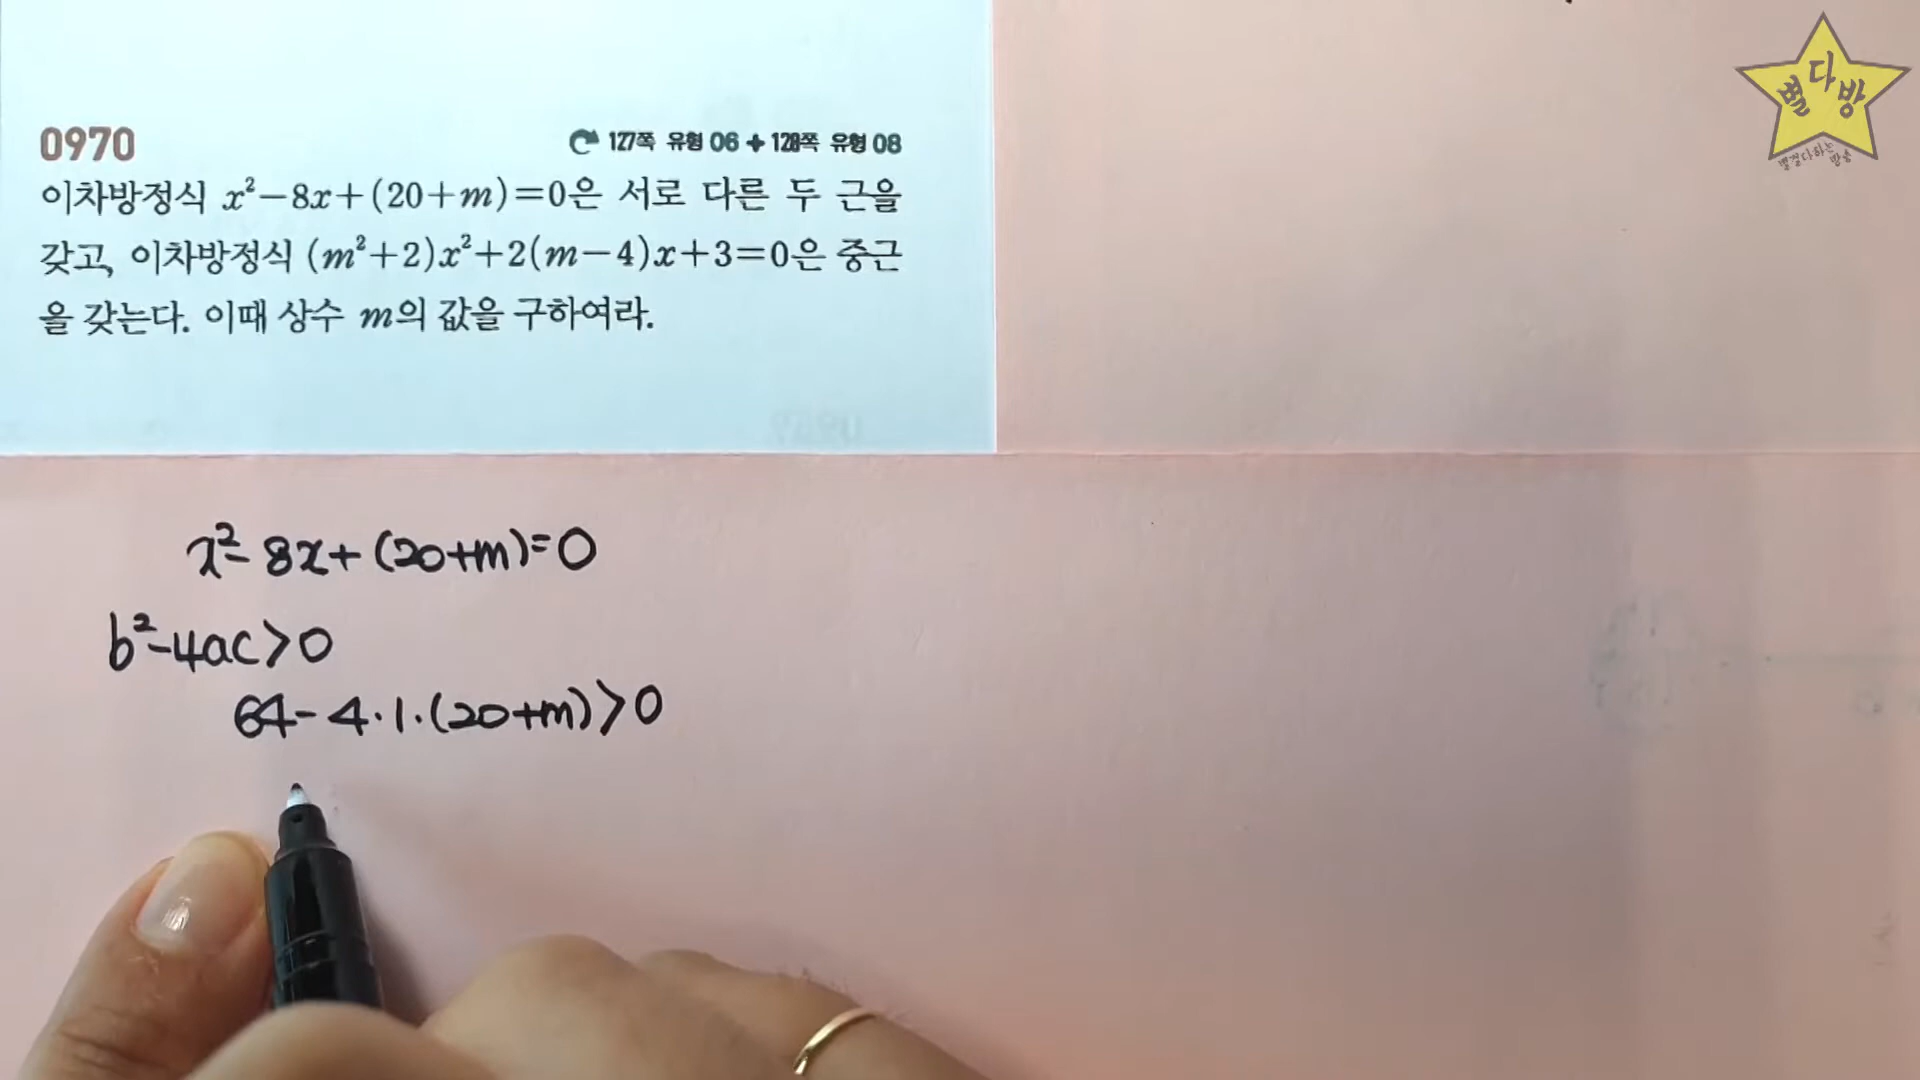 0970
127쪽 유형 06 + 128쪽 유형 08
이차방정식 x²-8x+(20+m)=0은 서로 다른 두 근을
갖고, 이차방정식 (m²+2)x²+2(m-4)x+3=0은 중근
을 갖는다. 이때 상수 m의 값을 구하여라.
x²-8x+(20+m)=0
b²-4ac>0
64-4·1·(20+m)>0
별다방